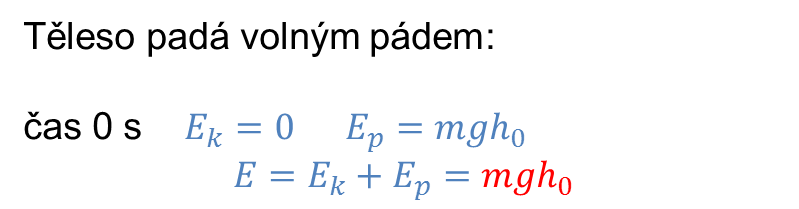 Těleso padá volným pádem:
čas 0 s E_k = 0 E_p = mgh_0
E = E_k + E_p = mgh_0